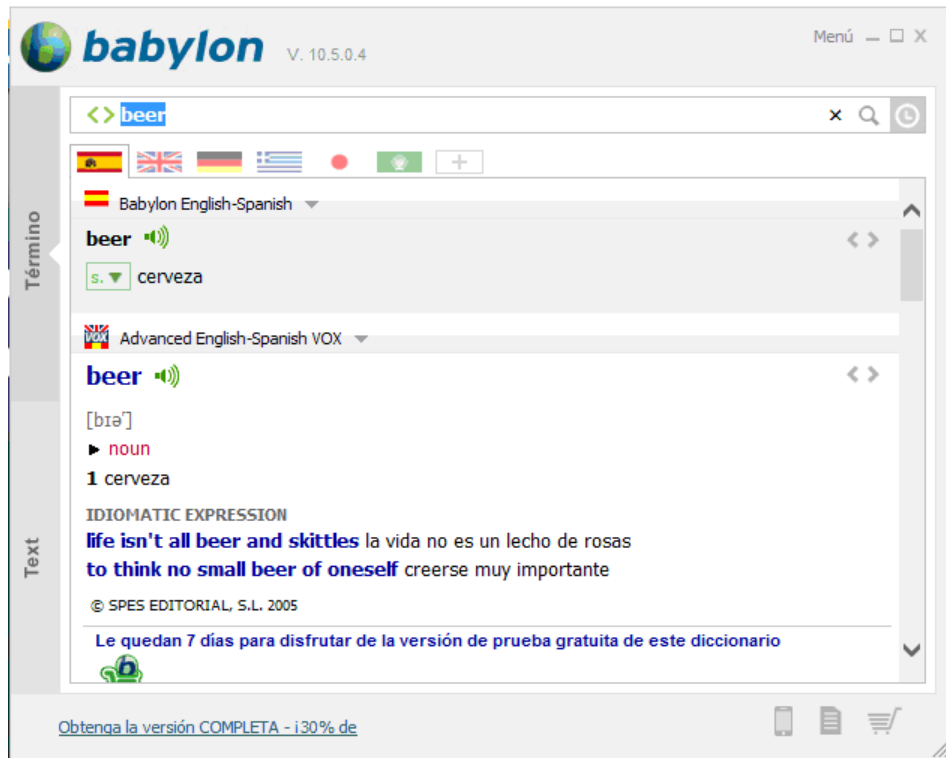 babylon V. 10.5.0.4 Menú
beer
Babylon English-Spanish
beer
s. cerveza
VOX Advanced English-Spanish VOX
beer
[bɪəʳ]
noun
1 cerveza
IDIOMATIC EXPRESSION
life isn't all beer and skittles la vida no es un lecho de rosas
to think no small beer of oneself creerse muy importante
© SPES EDITORIAL, S.L. 2005
Le quedan 7 días para disfrutar de la versión de prueba gratuita de este diccionario
Término
Text
Obtenga la versión COMPLETA - ¡30% de